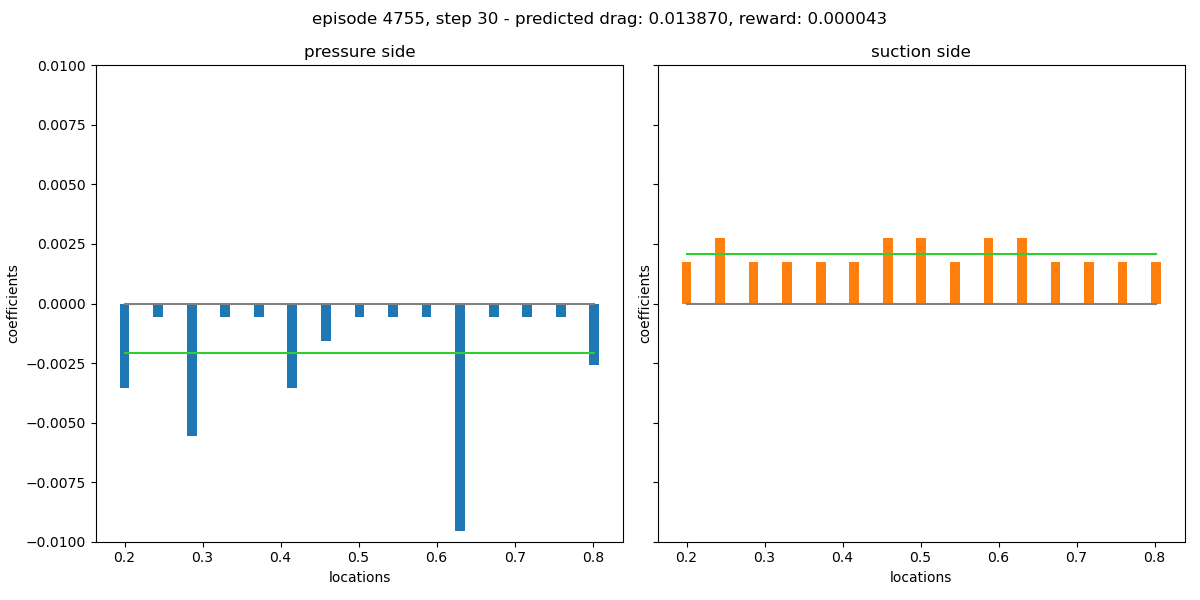 episode 4755, step 30 - predicted drag: 0.013870, reward: 0.000043
pressure side
suction side
0.0100
0.0075
0.0050
0.0025
0.0000
−0.0025
−0.0050
−0.0075
−0.0100
coefficients
0.2 0.3 0.4 0.5 0.6 0.7 0.8
locations
coefficients
0.2 0.3 0.4 0.5 0.6 0.7 0.8
locations